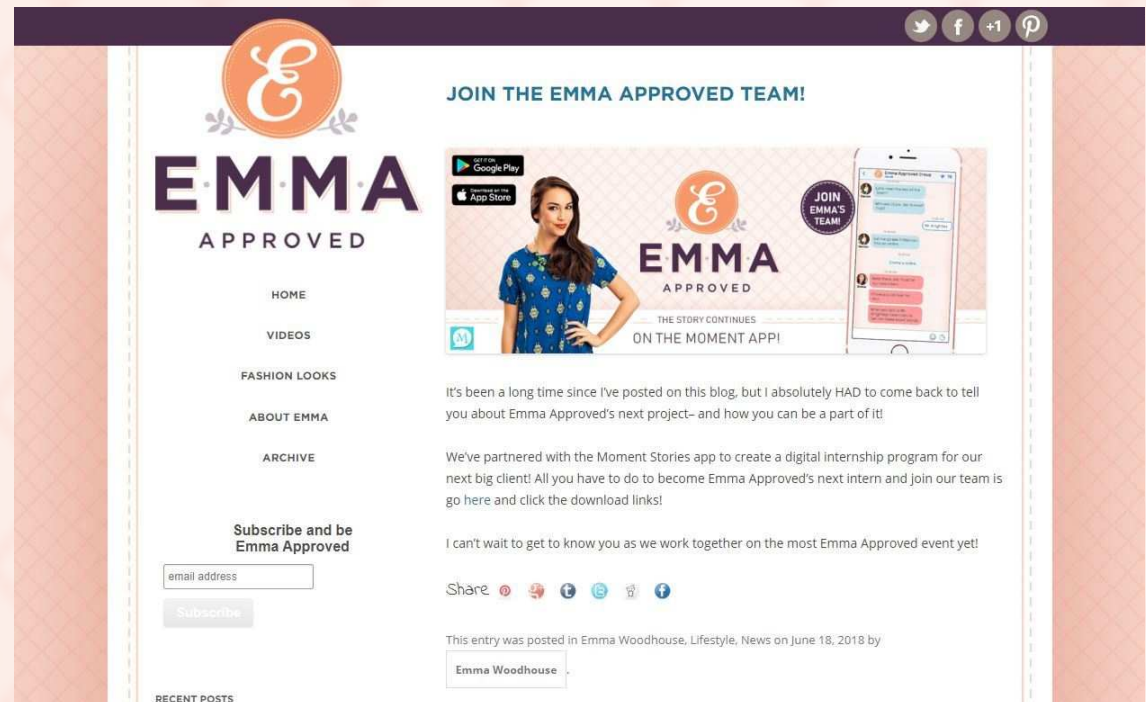 +1
E
E·M·M·A
APPROVED
HOME
VIDEOS
FASHION LOOKS
ABOUT EMMA
ARCHIVE
Subscribe and be
Emma Approved
email address
Subscribe
RECENT POSTS
JOIN THE EMMA APPROVED TEAM!
GET IT ON
Google Play
Download on the
App Store
E
E·M·M·A
APPROVED
THE STORY CONTINUES
ON THE MOMENT APP!
M
JOIN
EMMA'S
TEAM!
Emma Approved Group
It's been a long time since I've posted on this blog, but I absolutely HAD to come back to tell
you about Emma Approved's next project– and how you can be a part of it!
We've partnered with the Moment Stories app to create a digital internship program for our
next big client! All you have to do to become Emma Approved's next intern and join our team is
go here and click the download links!
I can't wait to get to know you as we work together on the most Emma Approved event yet!
Share
This entry was posted in Emma Woodhouse, Lifestyle, News on June 18, 2018 by
Emma Woodhouse .